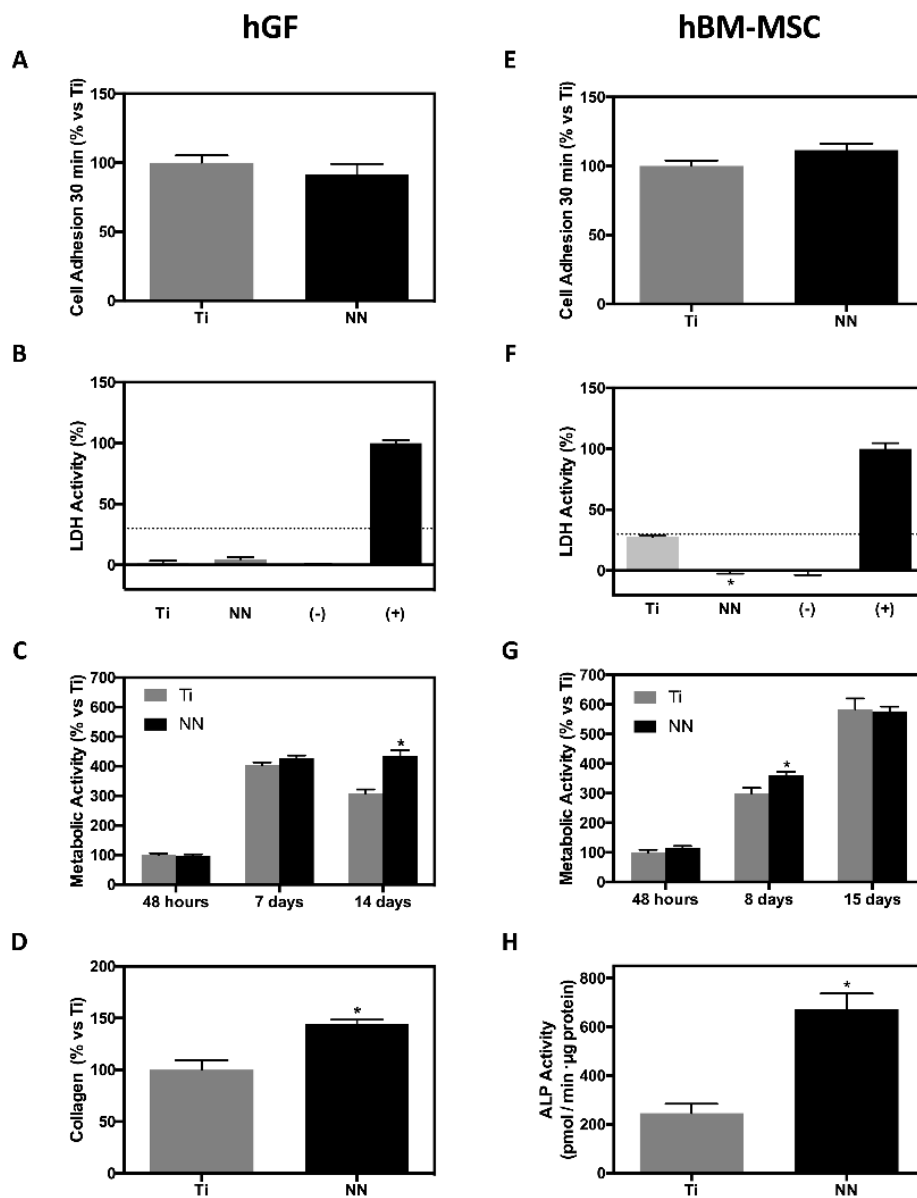 hGF
hBM-MSC
A
Cell Adhesion 30 min (% vs Ti)
150
100
50
0
Ti NN
E
Cell Adhesion 30 min (% vs Ti)
150
100
50
0
Ti NN
B
LDH Activity (%)
150
100
50
0
Ti NN (-) (+)
F
LDH Activity (%)
150
100
50
0
*
Ti NN (-) (+)
C
Metabolic Activity (% vs Ti)
700
600
500
400
300
200
100
0
Ti
NN
*
48 hours 7 days 14 days
G
Metabolic Activity (% vs Ti)
700
600
500
400
300
200
100
0
Ti
NN
*
48 hours 8 days 15 days
D
Collagen (% vs Ti)
200
150
100
50
0
*
Ti NN
H
ALP Activity
(pmol / min ·µg protein)
800
600
400
200
0
*
Ti NN